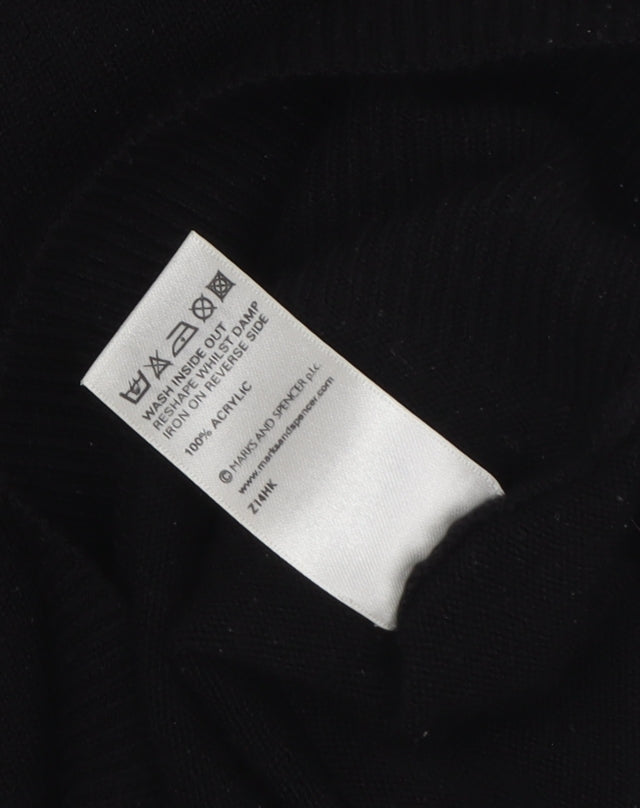 WASH INSIDE OUT
RESHAPE WHILST DAMP
IRON ON REVERSE SIDE
100% ACRYLIC
© MARKS AND SPENCER p.l.c.
www.marksandspencer.com
Z14HK